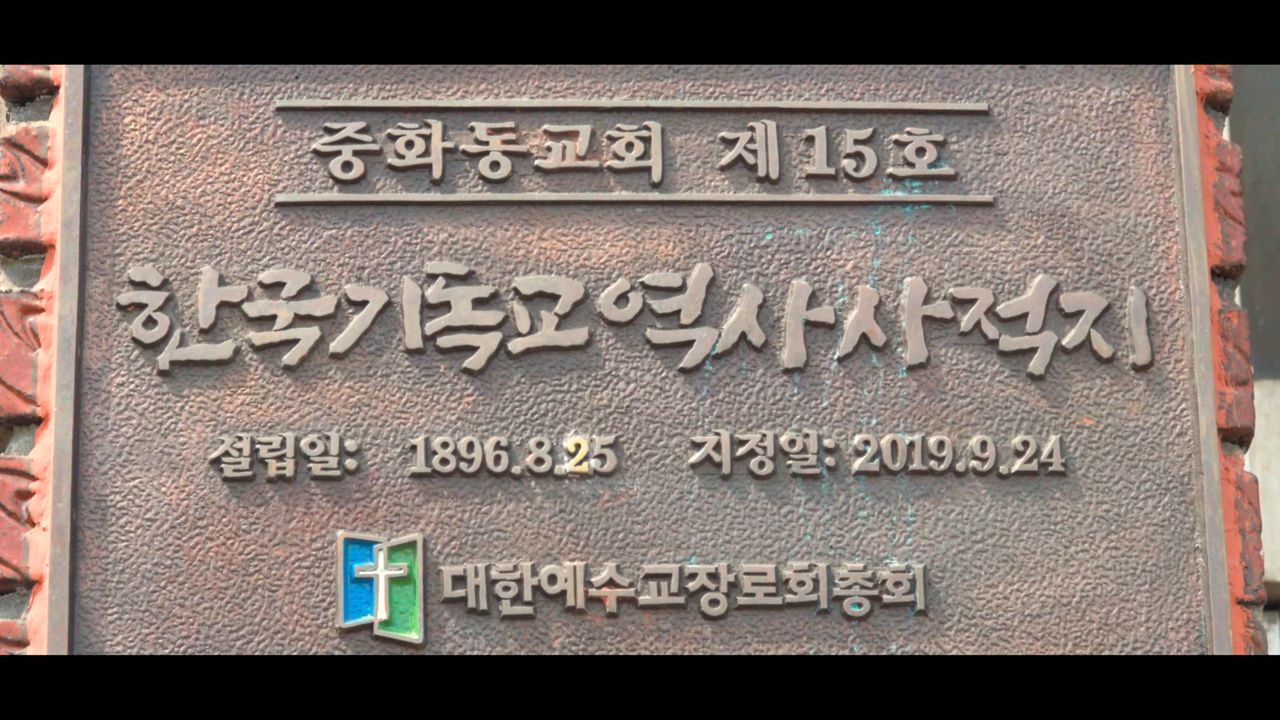 중화동교회 제15호
한국기독교역사사적지
설립일: 1896.8.25 지정일: 2019.9.24
대한예수교장로회총회